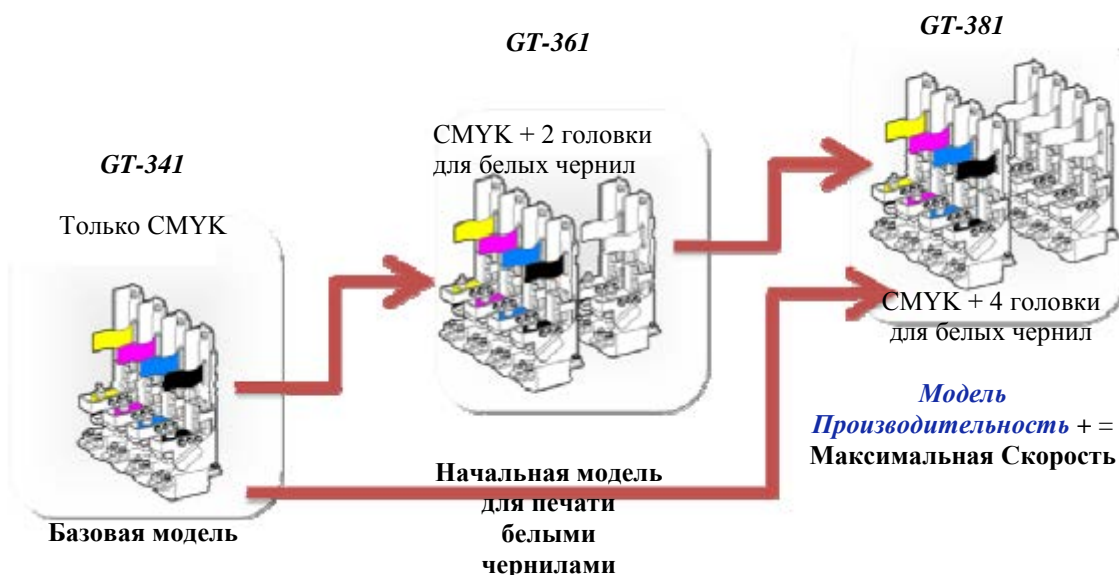 GT-341
Только CMYK
Базовая модель
GT-361
CMYK + 2 головки
для белых чернил
Начальная модель
для печати
белыми
чернилами
GT-381
CMYK + 4 головки
для белых чернил
Модель
Производительность + =
Максимальная Скорость